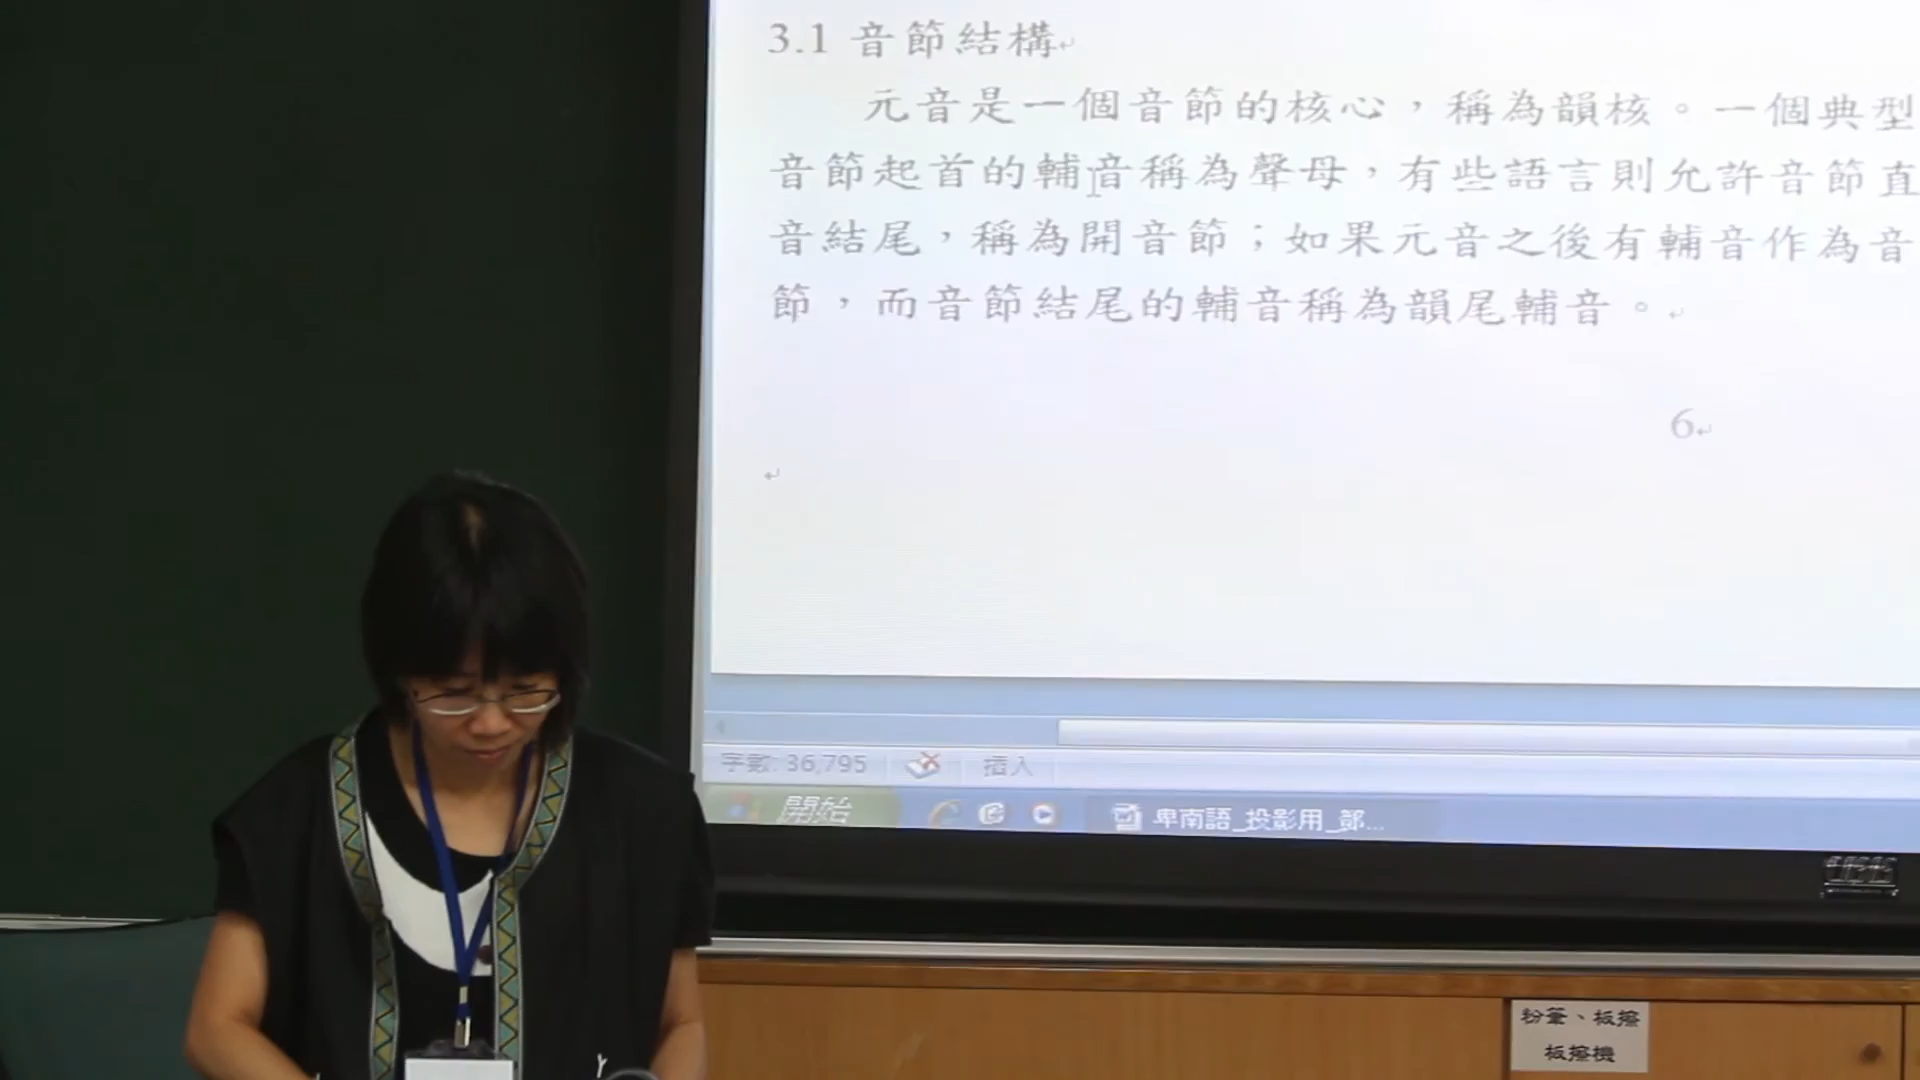 3.1 音節結構
元音是一個音節的核心，稱為韻核。一個典型
音節起首的輔音稱為聲母，有些語言則允許音節直
音結尾，稱為開音節；如果元音之後有輔音作為音
節，而音節結尾的輔音稱為韻尾輔音。
6
字數: 36,795 插入
開始 卑南語_投影用_鄧...
粉筆、板擦
板擦機